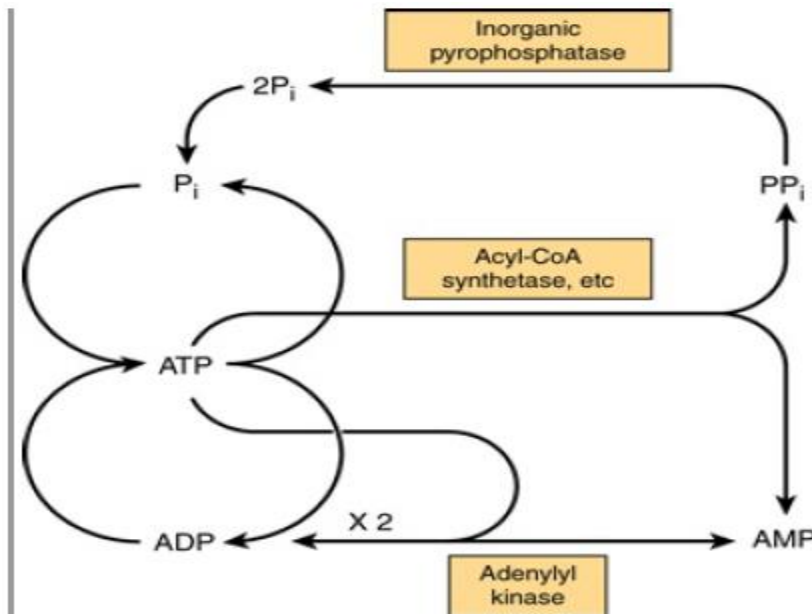 Inorganic
pyrophosphatase
2Pi
Pi
PPi
Acyl-CoA
synthetase, etc
ATP
X 2
ADP
AMP
Adenylyl
kinase